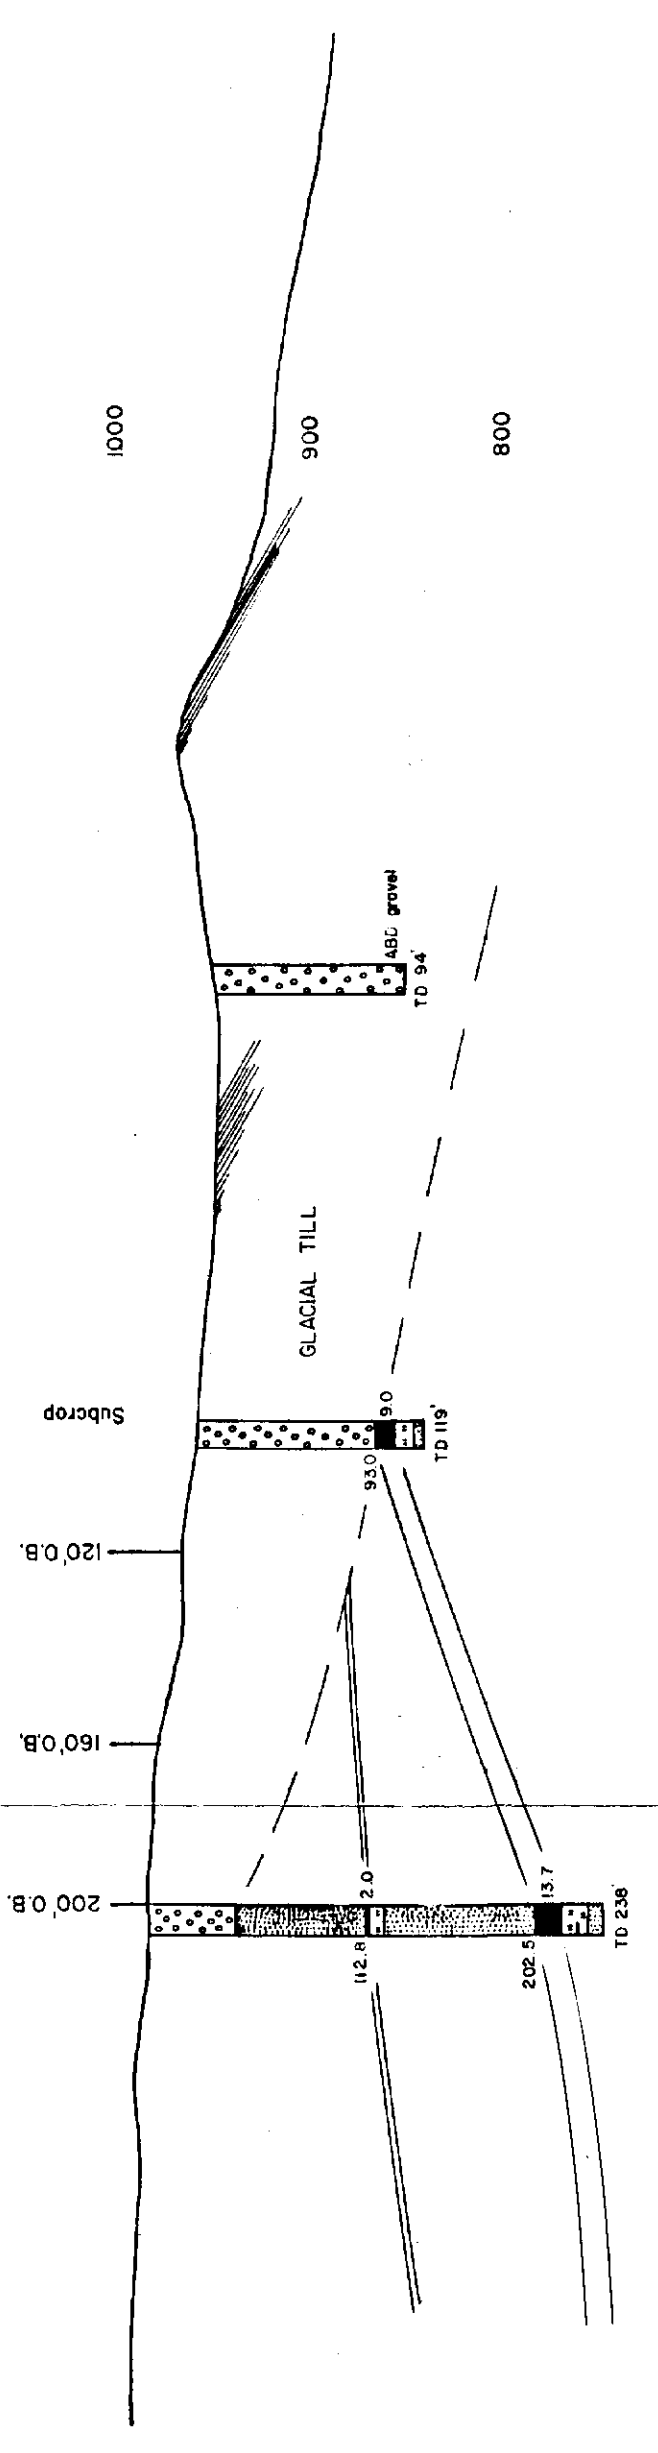 1000
900
800
ABD gravel
TD 94'
GLACIAL TILL
Subcrop
9.0
93.0
TD 119'
120' O.B.
160' O.B.
200' O.B.
2.0
112.8
13.7
202.5
TD 238'